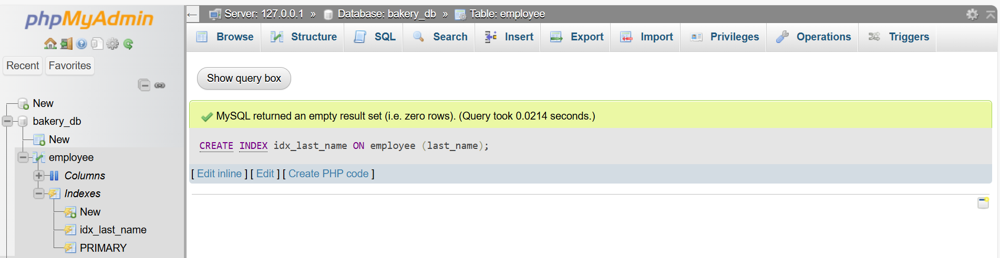 phpMyAdmin
Recent Favorites
New
bakery_db
New
employee
Columns
Indexes
New
idx_last_name
PRIMARY
← Server: 127.0.0.1 » Database: bakery_db » Table: employee
Browse Structure SQL Search Insert Export Import Privileges Operations Triggers
Show query box
MySQL returned an empty result set (i.e. zero rows). (Query took 0.0214 seconds.)
CREATE INDEX idx_last_name ON employee (last_name);
[ Edit inline ] [ Edit ] [ Create PHP code ]